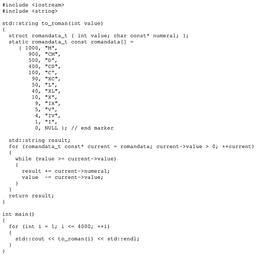 #include <iostream>
#include <string>
std::string to_roman(int value)
{
struct romandata_t { int value; char const* numeral; };
static romandata_t const romandata[] =
{ 1000, "M",
900, "CM",
500, "D",
400, "CD",
100, "C",
90, "XC",
50, "L",
40, "XL",
10, "X",
9, "IX",
5, "V",
4, "IV",
1, "I",
0, NULL }; // end marker
std::string result;
for (romandata_t const* current = romandata; current->value > 0; ++current)
{
while (value >= current->value)
{
result += current->numeral;
value -= current->value;
}
}
return result;
}
int main()
{
for (int i = 1; i <= 4000; ++i)
{
std::cout << to_roman(i) << std::endl;
}
}